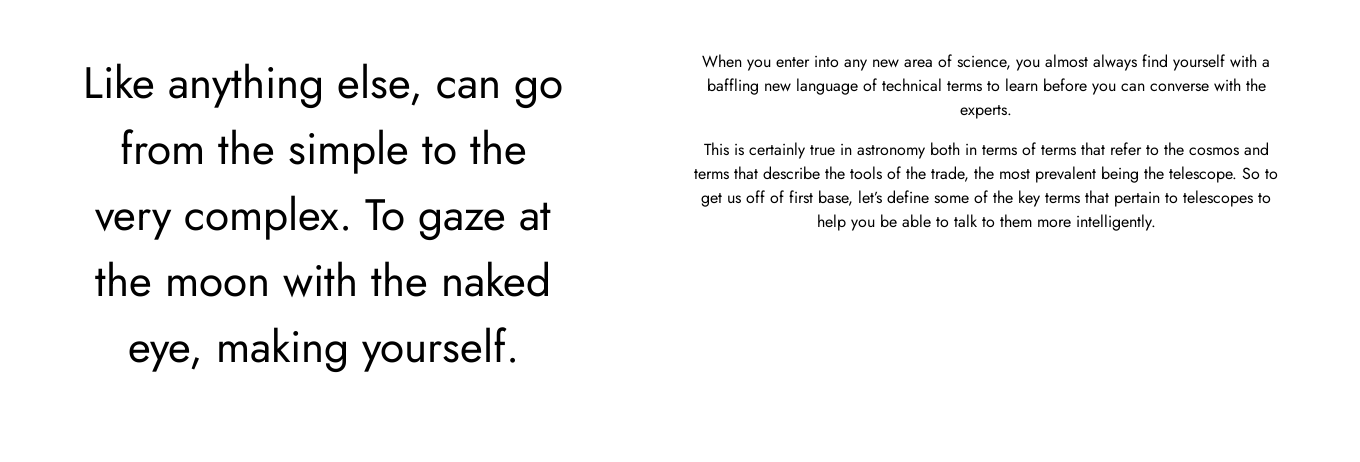 Like anything else, can go
from the simple to the
very complex. To gaze at
the moon with the naked
eye, making yourself.
When you enter into any new area of science, you almost always find yourself with a
baffling new language of technical terms to learn before you can converse with the
experts.
This is certainly true in astronomy both in terms of terms that refer to the cosmos and
terms that describe the tools of the trade, the most prevalent being the telescope. So to
get us off of first base, let’s define some of the key terms that pertain to telescopes to
help you be able to talk to them more intelligently.